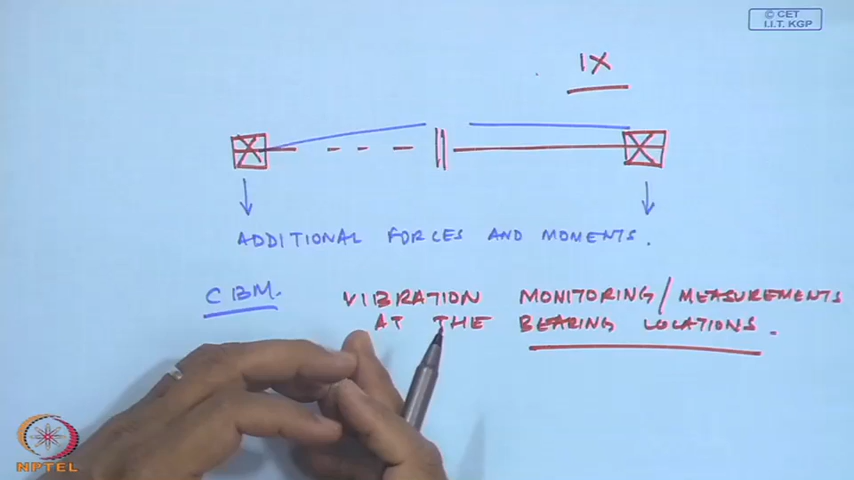 © CET
I.I.T. KGP
1X
ADDITIONAL FORCES AND MOMENTS.
CBM.
VIBRATION MONITORING/MEASUREMENTS
AT THE BEARING LOCATIONS.
NPTEL